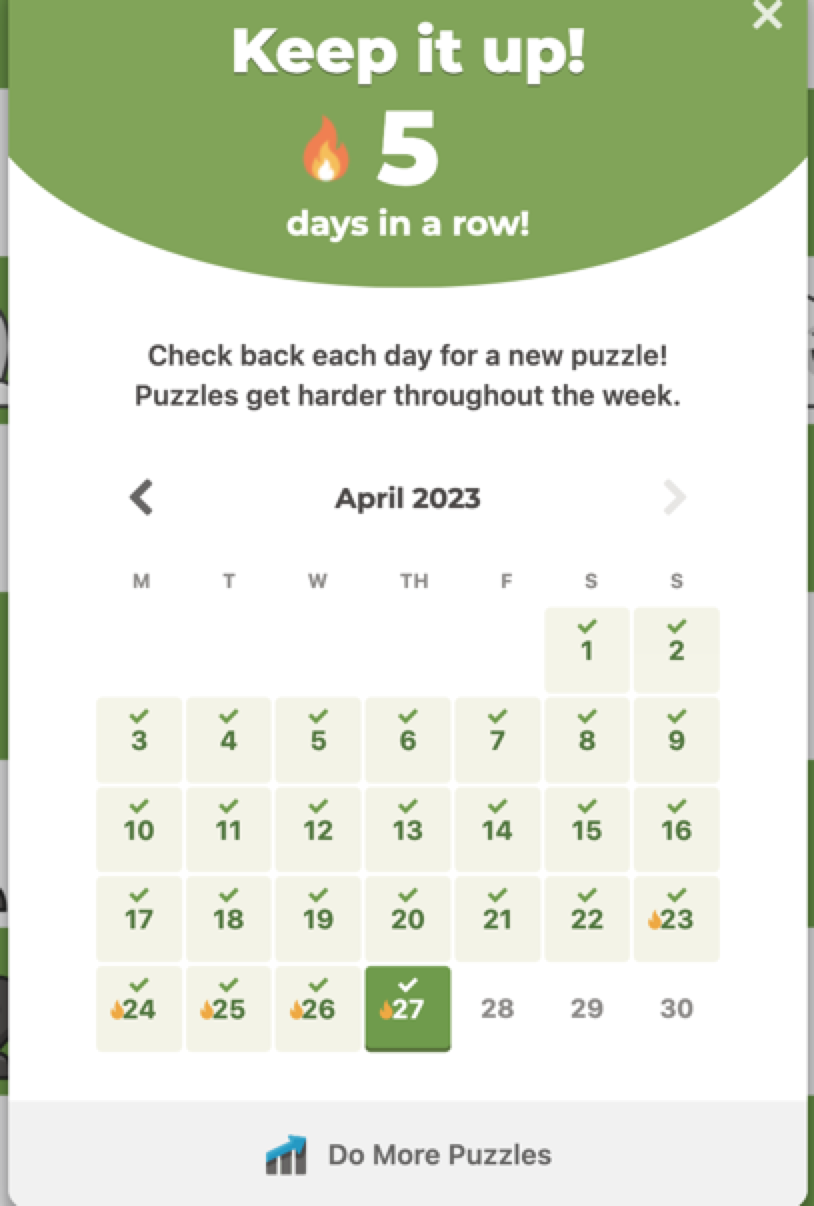 Keep it up!
5
days in a row!
Check back each day for a new puzzle!
Puzzles get harder throughout the week.
April 2023
M T W TH F S S
1 2
3 4 5 6 7 8 9
10 11 12 13 14 15 16
17 18 19 20 21 22 23
24 25 26 27 28 29 30
Do More Puzzles